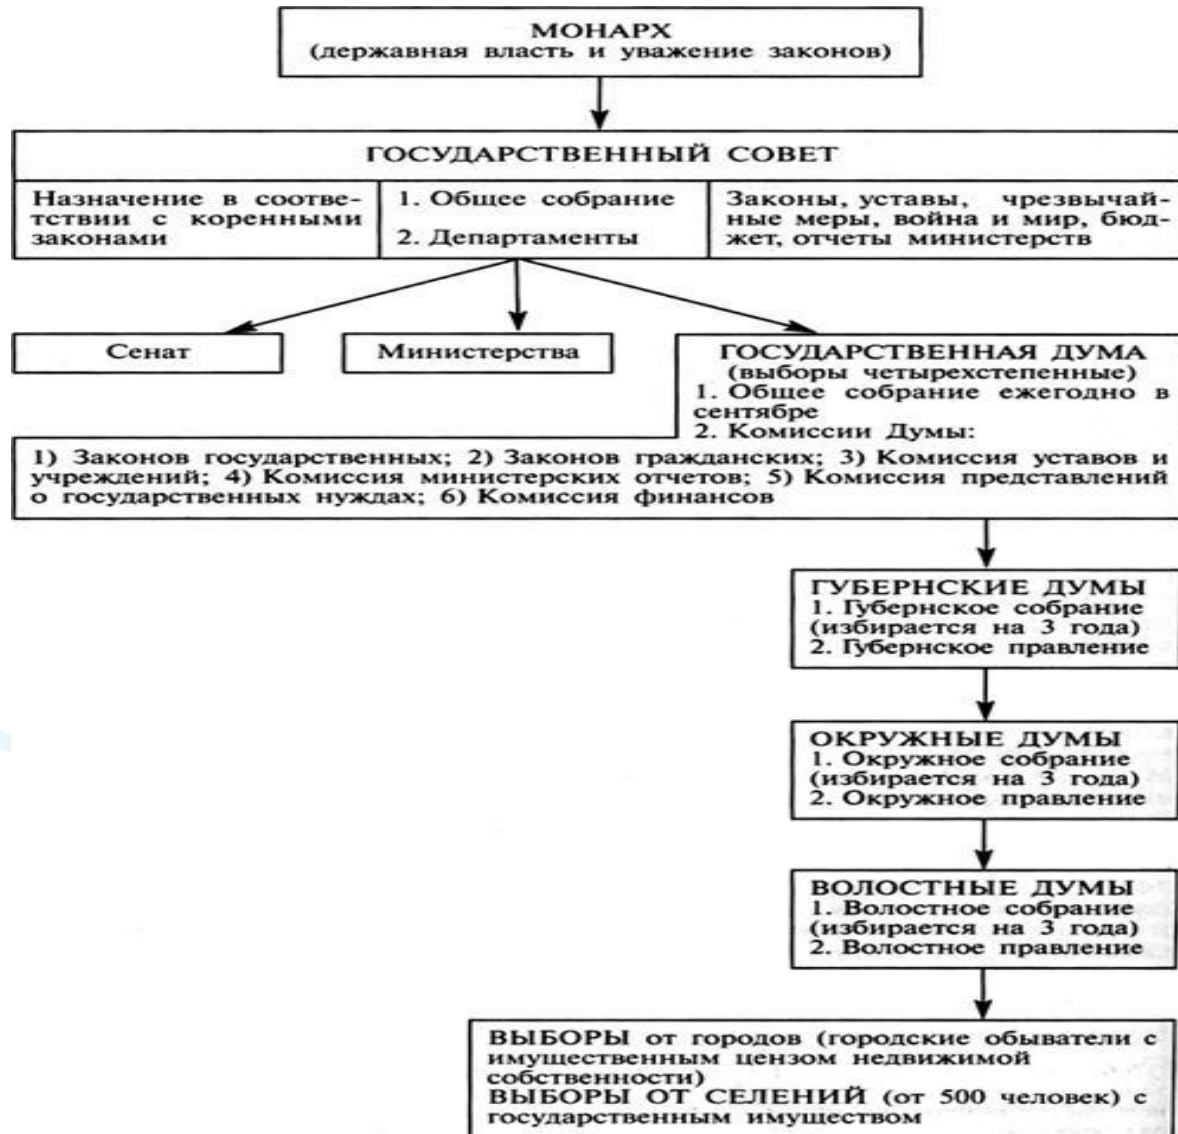 МОНАРХ
(державная власть и уважение законов)
ГОСУДАРСТВЕННЫЙ СОВЕТ
Назначение в соотве-
тствии с коренными
законами
1. Общее собрание
2. Департаменты
Законы, уставы, чрезвычай-
ные меры, война и мир, бюд-
жет, отчеты министерств
Сенат
Министерства
ГОСУДАРСТВЕННАЯ ДУМА
(выборы четырехстепенные)
1. Общее собрание ежегодно в
сентябре
2. Комиссии Думы:
1) Законов государственных; 2) Законов гражданских; 3) Комиссия уставов и
учреждений; 4) Комиссия министерских отчетов; 5) Комиссия представлений
о государственных нуждах; 6) Комиссия финансов
ГУБЕРНСКИЕ ДУМЫ
1. Губернское собрание
(избирается на 3 года)
2. Губернское правление
ОКРУЖНЫЕ ДУМЫ
1. Окружное собрание
(избирается на 3 года)
2. Окружное правление
ВОЛОСТНЫЕ ДУМЫ
1. Волостное собрание
(избирается на 3 года)
2. Волостное правление
ВЫБОРЫ от городов (городские обыватели с
имущественным цензом недвижимой
собственности)
ВЫБОРЫ ОТ СЕЛЕНИЙ (от 500 человек) с
государственным имуществом